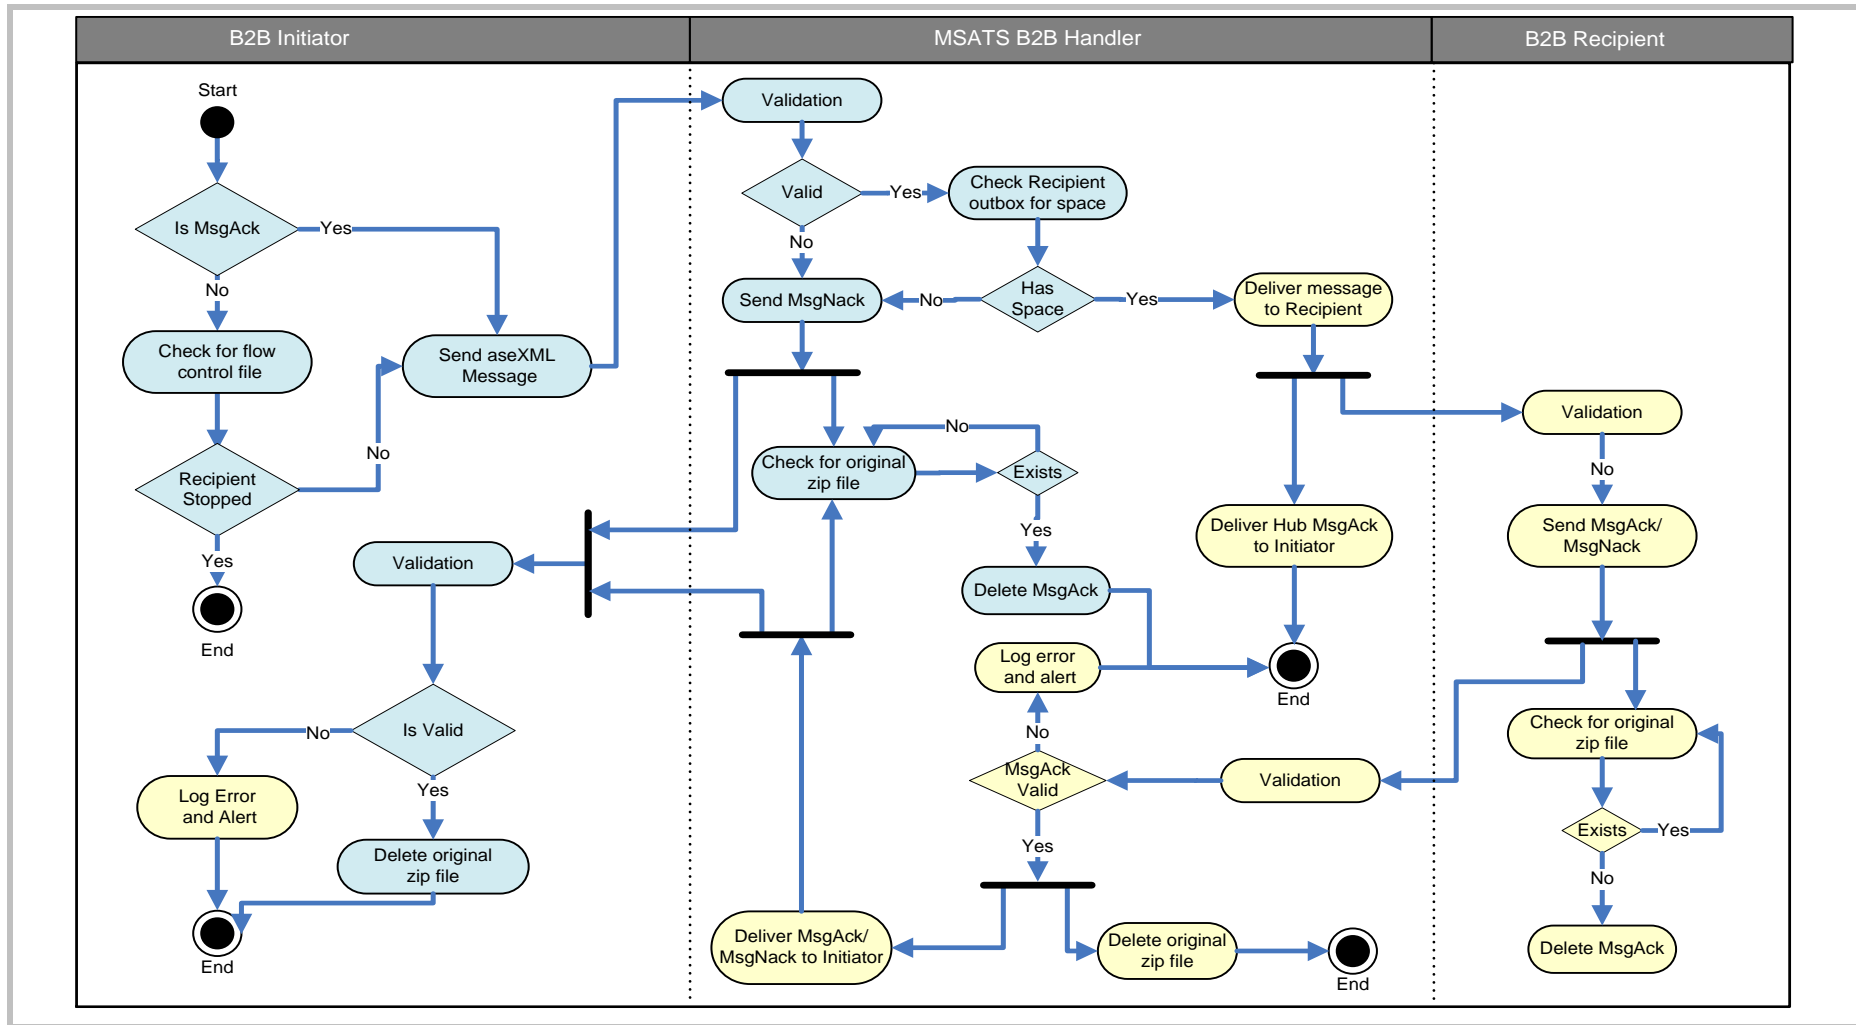 B2B Initiator
MSATS B2B Handler
B2B Recipient
Start
Is MsgAck
Yes
No
Check for flow
control file
Send aseXML
Message
No
Recipient
Stopped
Yes
End
Validation
Is Valid
No
Yes
Log Error
and Alert
Delete original
zip file
End
Validation
Valid
Yes
Check Recipient
outbox for space
No
Send MsgNack
No
Has
Space
Yes
Deliver message
to Recipient
No
Check for original
zip file
Exists
Yes
Deliver Hub MsgAck
to Initiator
Delete MsgAck
Log error
and alert
End
No
MsgAck
Valid
Validation
Yes
Deliver MsgAck/
MsgNack to Initiator
Delete original
zip file
End
Validation
No
Send MsgAck/
MsgNack
Check for original
zip file
Exists
Yes
No
Delete MsgAck